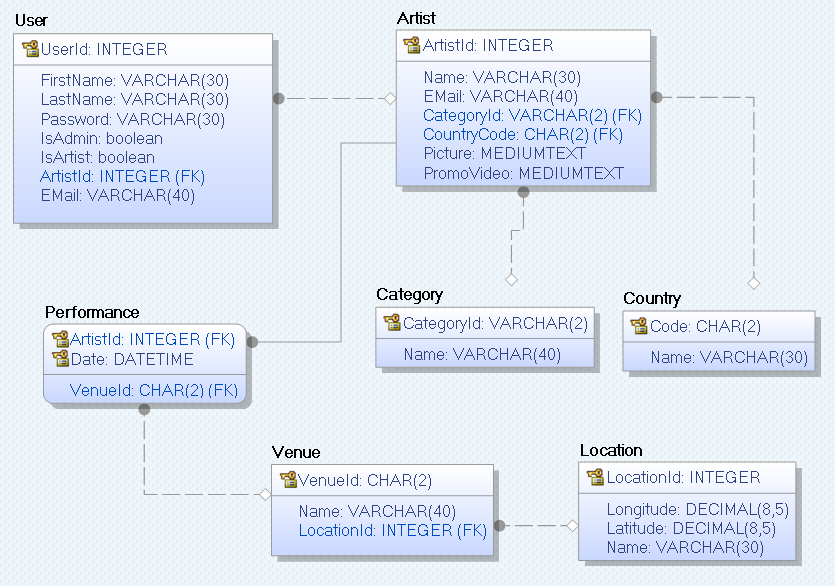 User
UserId: INTEGER
FirstName: VARCHAR(30)
LastName: VARCHAR(30)
Password: VARCHAR(30)
IsAdmin: boolean
IsArtist: boolean
ArtistId: INTEGER (FK)
EMail: VARCHAR(40)
Artist
ArtistId: INTEGER
Name: VARCHAR(30)
EMail: VARCHAR(40)
CategoryId: VARCHAR(2) (FK)
CountryCode: CHAR(2) (FK)
Picture: MEDIUMTEXT
PromoVideo: MEDIUMTEXT
Performance
ArtistId: INTEGER (FK)
Date: DATETIME
VenueId: CHAR(2) (FK)
Category
CategoryId: VARCHAR(2)
Name: VARCHAR(40)
Country
Code: CHAR(2)
Name: VARCHAR(30)
Venue
VenueId: CHAR(2)
Name: VARCHAR(40)
LocationId: INTEGER (FK)
Location
LocationId: INTEGER
Longitude: DECIMAL(8,5)
Latitude: DECIMAL(8,5)
Name: VARCHAR(30)